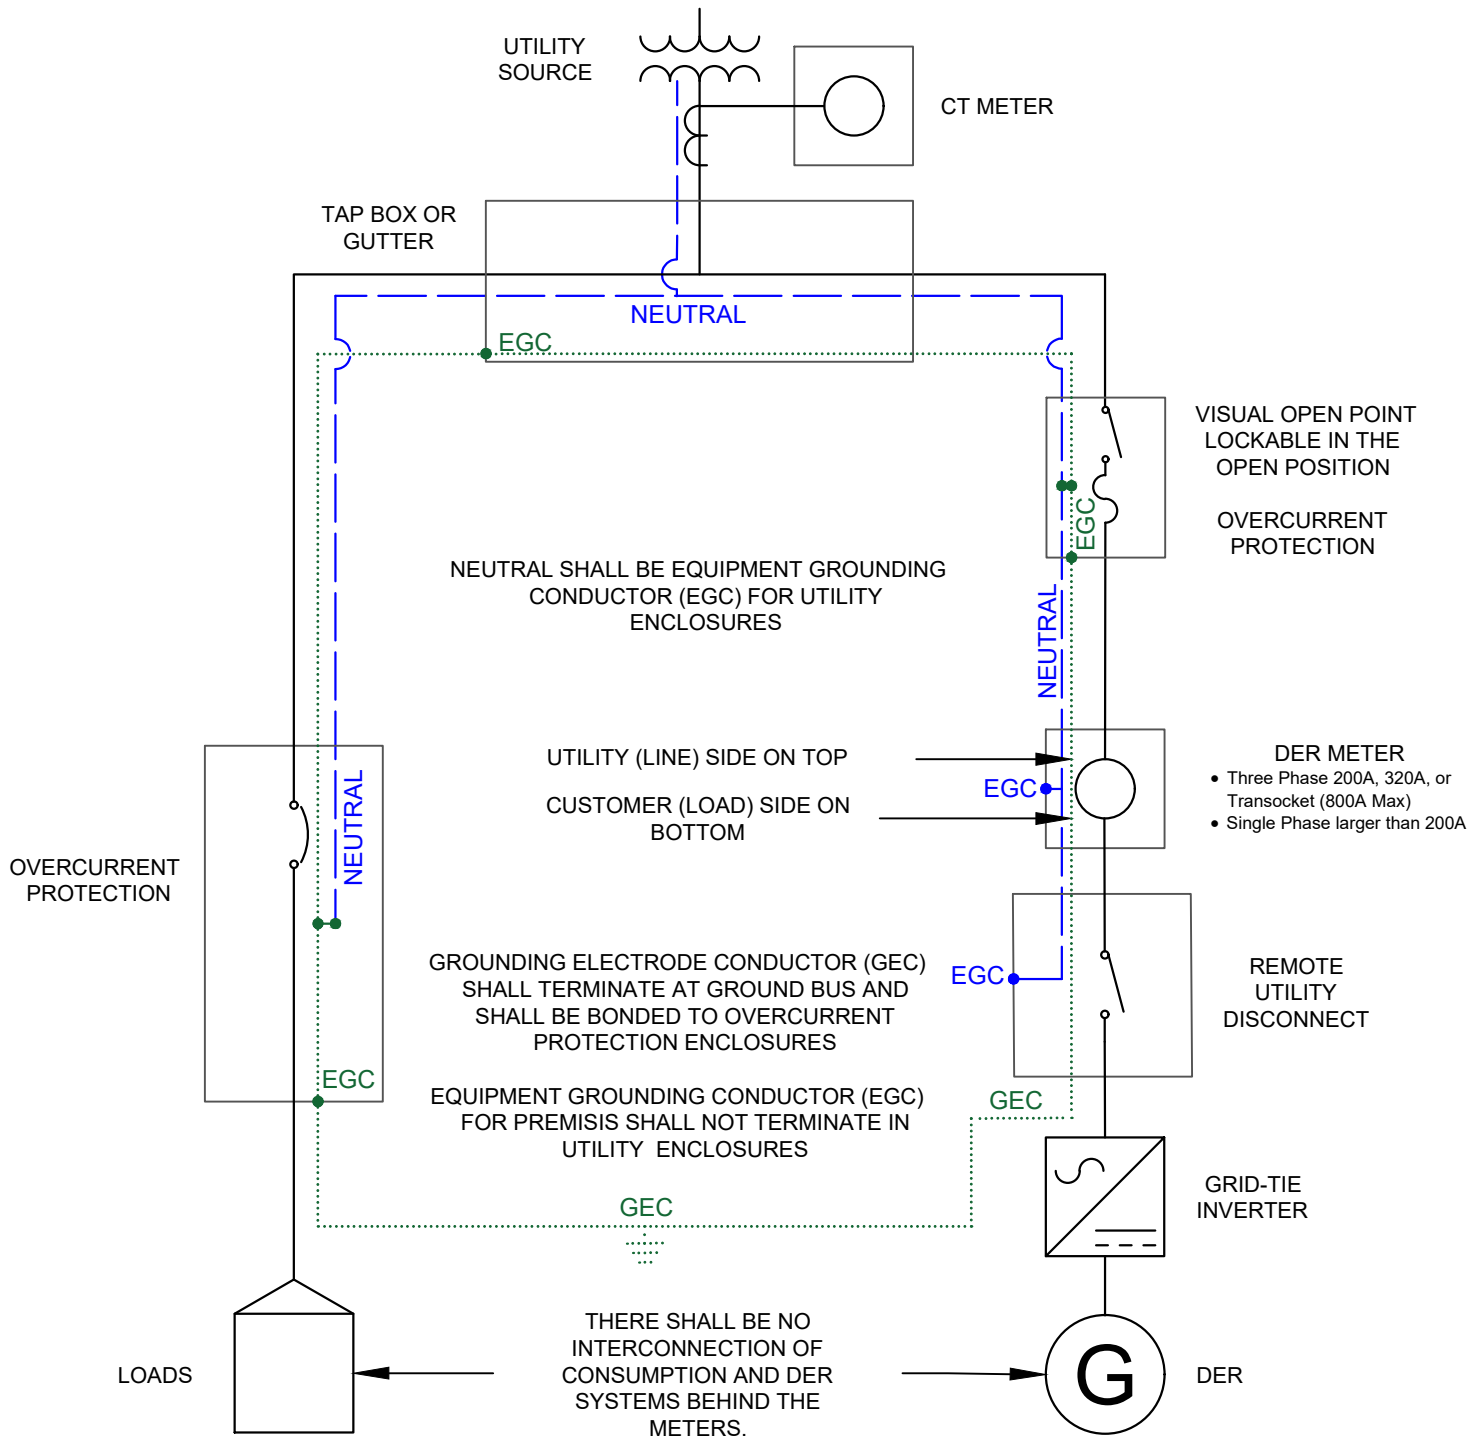 UTILITY
SOURCE
CT METER
TAP BOX OR
GUTTER
NEUTRAL
EGC
VISUAL OPEN POINT
LOCKABLE IN THE
OPEN POSITION
OVERCURRENT
PROTECTION
EGC
NEUTRAL SHALL BE EQUIPMENT GROUNDING
CONDUCTOR (EGC) FOR UTILITY
ENCLOSURES
NEUTRAL
UTILITY (LINE) SIDE ON TOP
CUSTOMER (LOAD) SIDE ON
BOTTOM
EGC
DER METER
• Three Phase 200A, 320A, or
Transocket (800A Max)
• Single Phase larger than 200A
OVERCURRENT
PROTECTION
NEUTRAL
GROUNDING ELECTRODE CONDUCTOR (GEC)
SHALL TERMINATE AT GROUND BUS AND
SHALL BE BONDED TO OVERCURRENT
PROTECTION ENCLOSURES
EGC
REMOTE
UTILITY
DISCONNECT
EGC
EQUIPMENT GROUNDING CONDUCTOR (EGC)
FOR PREMISIS SHALL NOT TERMINATE IN
UTILITY ENCLOSURES
GEC
GEC
GRID-TIE
INVERTER
LOADS
THERE SHALL BE NO
INTERCONNECTION OF
CONSUMPTION AND DER
SYSTEMS BEHIND THE
METERS.
G
DER